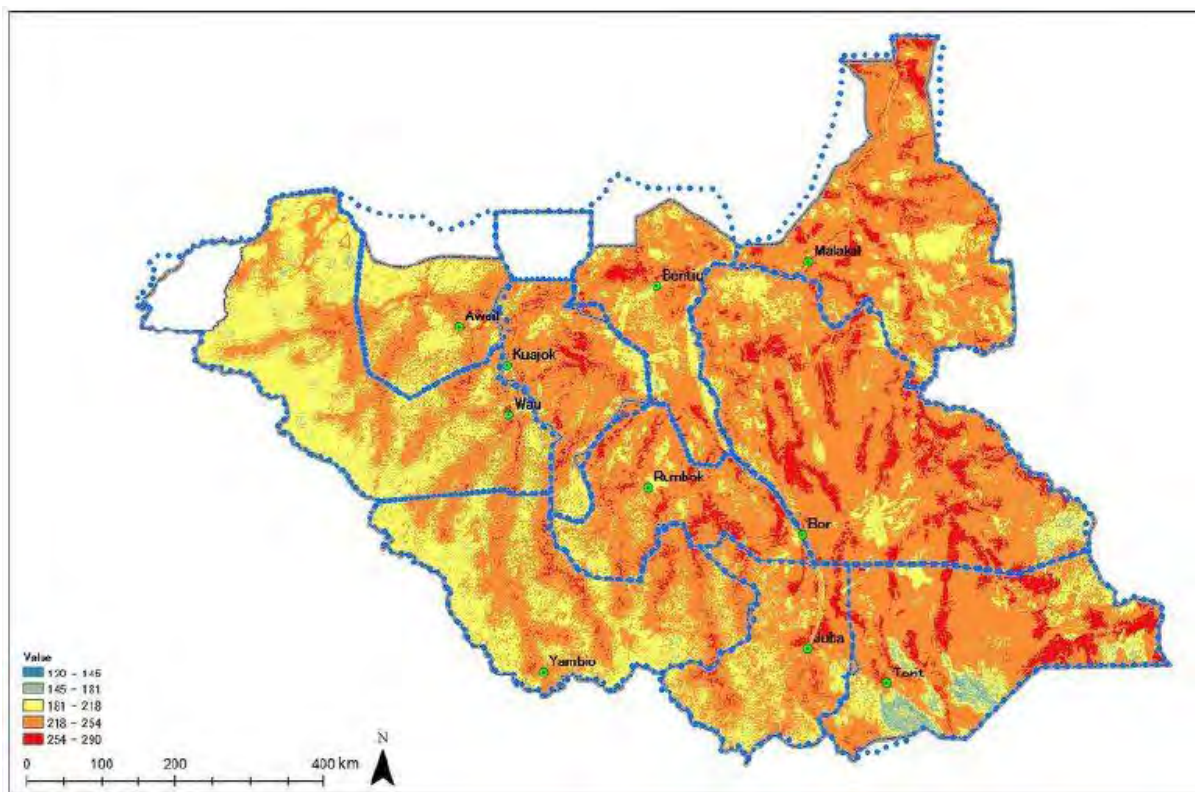 Malakal
Bentiu
Aweil
Kuajok
Wau
Rumbek
Bor
Juba
Yambio
Torit
Value
120 - 145
145 - 181
181 - 218
218 - 254
254 - 290
N
0 100 200 400 km